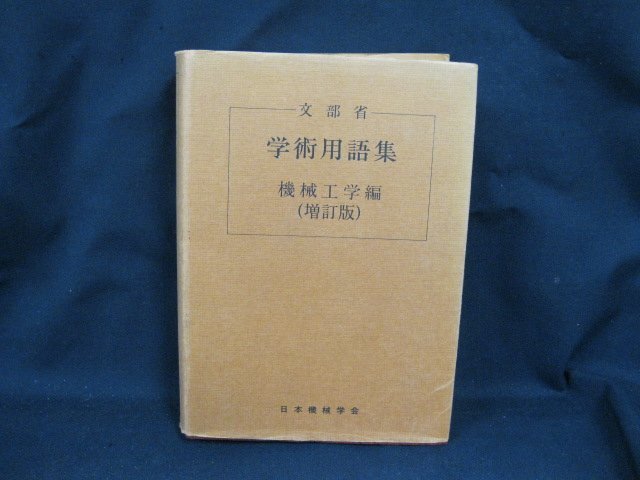 文部省
学術用語集
機械工学編
(増訂版)
日本機械学会